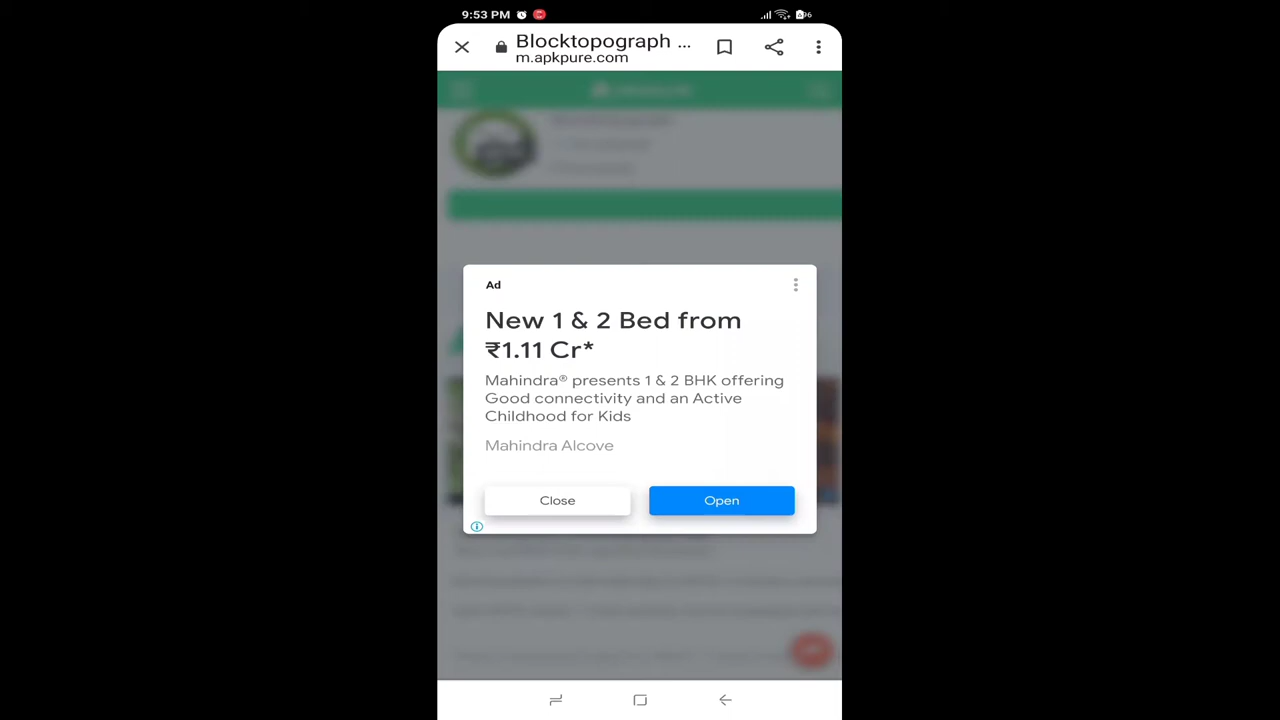 9:53 PM
Blocktopograph ...
m.apkpure.com
Ad
New 1 & 2 Bed from
₹1.11 Cr*
Mahindra® presents 1 & 2 BHK offering
Good connectivity and an Active
Childhood for Kids
Mahindra Alcove
Close
Open